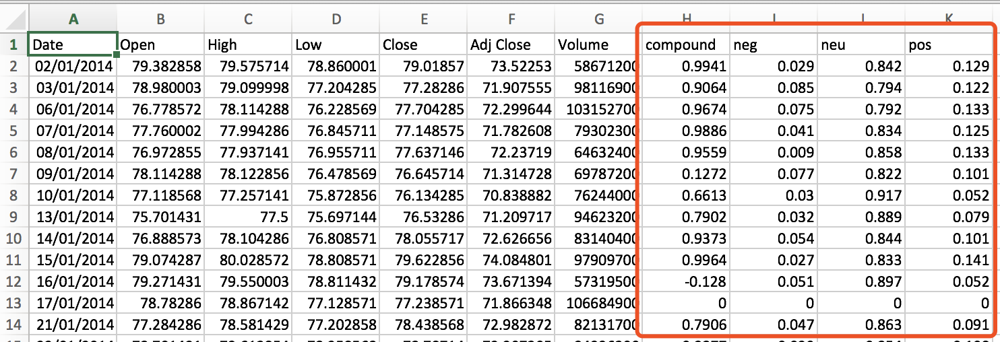 A B C D E F G H I J K
1 Date Open High Low Close Adj Close Volume compound neg neu pos
2 02/01/2014 79.382858 79.575714 78.860001 79.01857 73.52253 58671200 0.9941 0.029 0.842 0.129
3 03/01/2014 78.980003 79.099998 77.204285 77.28286 71.907555 98116900 0.9064 0.085 0.794 0.122
4 06/01/2014 76.778572 78.114288 76.228569 77.704285 72.299644 103152700 0.9674 0.075 0.792 0.133
5 07/01/2014 77.760002 77.994286 76.845711 77.148575 71.782608 79302300 0.9886 0.041 0.834 0.125
6 08/01/2014 76.972855 77.937141 76.955711 77.637146 72.23719 64632400 0.9559 0.009 0.858 0.133
7 09/01/2014 78.114288 78.122856 76.478569 76.645714 71.314728 69787200 0.1272 0.077 0.822 0.101
8 10/01/2014 77.118568 77.257141 75.872856 76.134285 70.838882 76244000 0.6613 0.03 0.917 0.052
9 13/01/2014 75.701431 77.5 75.697144 76.53286 71.209717 94623200 0.7902 0.032 0.889 0.079
10 14/01/2014 76.888573 78.104286 76.808571 78.055717 72.626656 83140400 0.9373 0.054 0.844 0.101
11 15/01/2014 79.074287 80.028572 78.808571 79.622856 74.084801 97909700 0.9964 0.027 0.833 0.141
12 16/01/2014 79.271431 79.550003 78.811432 79.178574 73.671394 57319500 -0.128 0.051 0.897 0.052
13 17/01/2014 78.78286 78.867142 77.128571 77.238571 71.866348 106684900 0 0 0 0
14 21/01/2014 77.284286 78.581429 77.202858 78.438568 72.982872 82131700 0.7906 0.047 0.863 0.091